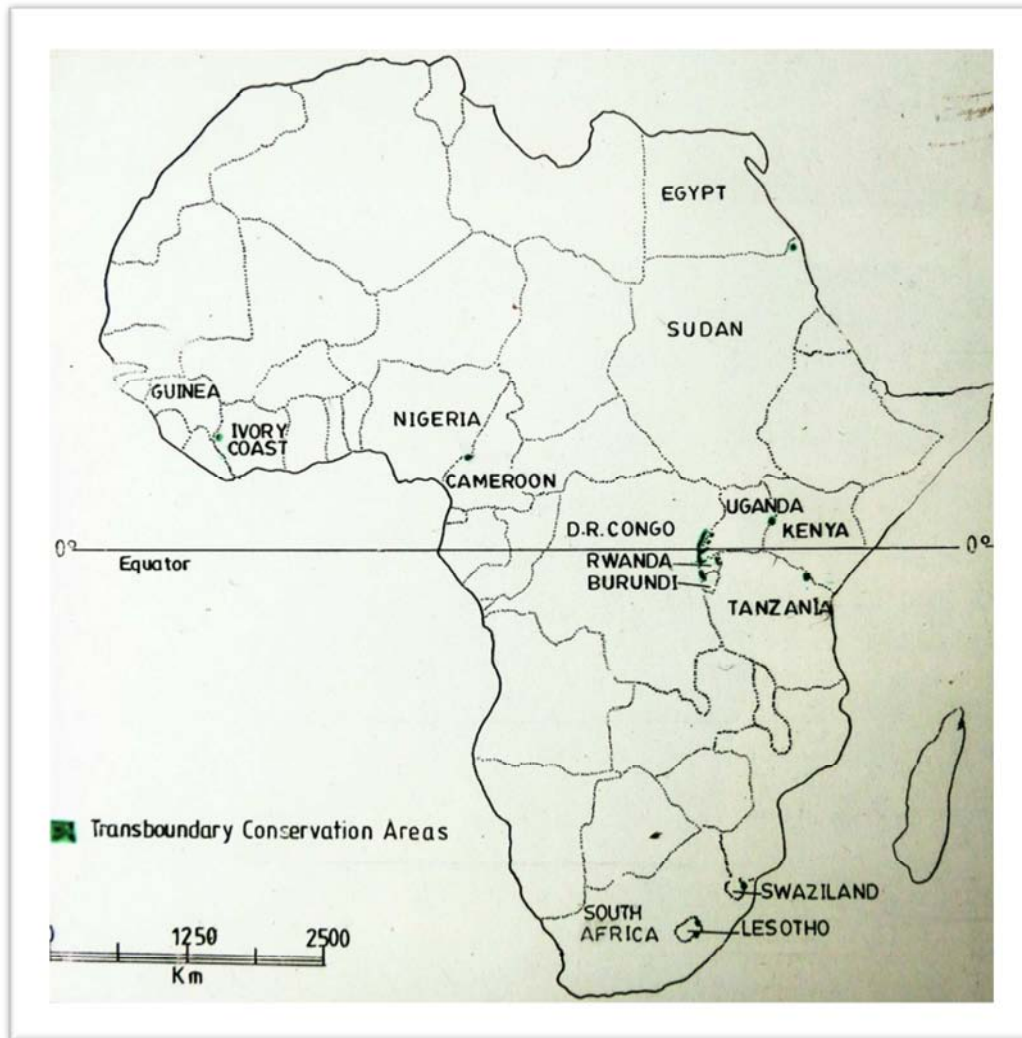 EGYPT
SUDAN
GUINEA
IVORY
COAST
NIGERIA
CAMEROON
UGANDA
D.R.CONGO
KENYA
0°
0°
Equator
RWANDA
BURUNDI
TANZANIA
Transboundary Conservation Areas
SWAZILAND
SOUTH
AFRICA
LESOTHO
1250
2500
Km